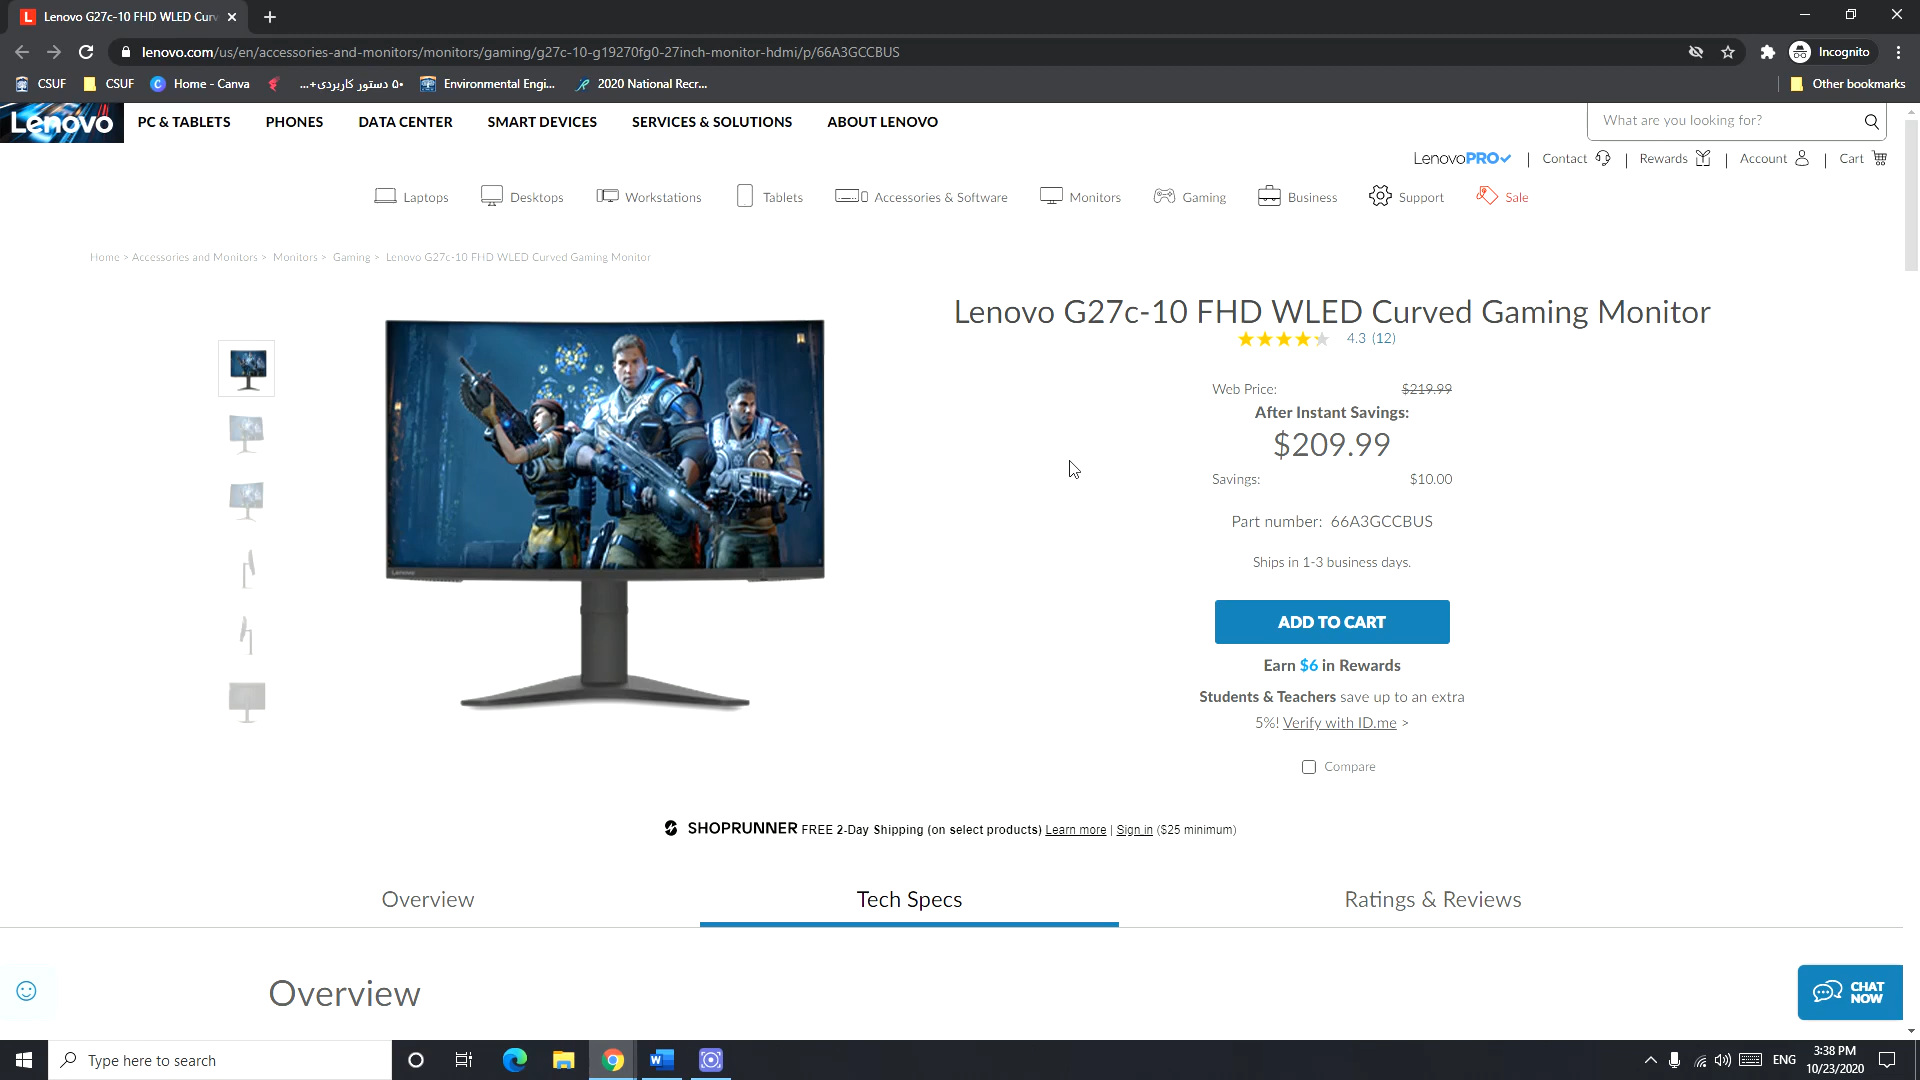 Lenovo G27c-10 FHD WLED Curv
lenovo.com/us/en/accessories-and-monitors/monitors/gaming/g27c-10-g19270fg0-27inch-monitor-hdmi/p/66A3GCCBUS
Incognito
CSUF
CSUF
Home - Canva
۵۰ دستور کاربردی+...
Environmental Engi...
2020 National Recr...
Other bookmarks
Lenovo
PC & TABLETS
PHONES
DATA CENTER
SMART DEVICES
SERVICES & SOLUTIONS
ABOUT LENOVO
What are you looking for?
LenovoPRO
Contact
Rewards
Account
Cart
Laptops
Desktops
Workstations
Tablets
Accessories & Software
Monitors
Gaming
Business
Support
Sale
Home > Accessories and Monitors > Monitors > Gaming > Lenovo G27c-10 FHD WLED Curved Gaming Monitor
Lenovo G27c-10 FHD WLED Curved Gaming Monitor
4.3 (12)
Web Price: $219.99
After Instant Savings:
$209.99
Savings: $10.00
Part number: 66A3GCCBUS
Ships in 1-3 business days.
ADD TO CART
Earn $6 in Rewards
Students & Teachers save up to an extra
5%! Verify with ID.me >
Compare
SHOPRUNNER FREE 2-Day Shipping (on select products) Learn more | Sign in ($25 minimum)
Overview
Tech Specs
Ratings & Reviews
Overview
CHAT
NOW
Type here to search
ENG
3:38 PM
10/23/2020